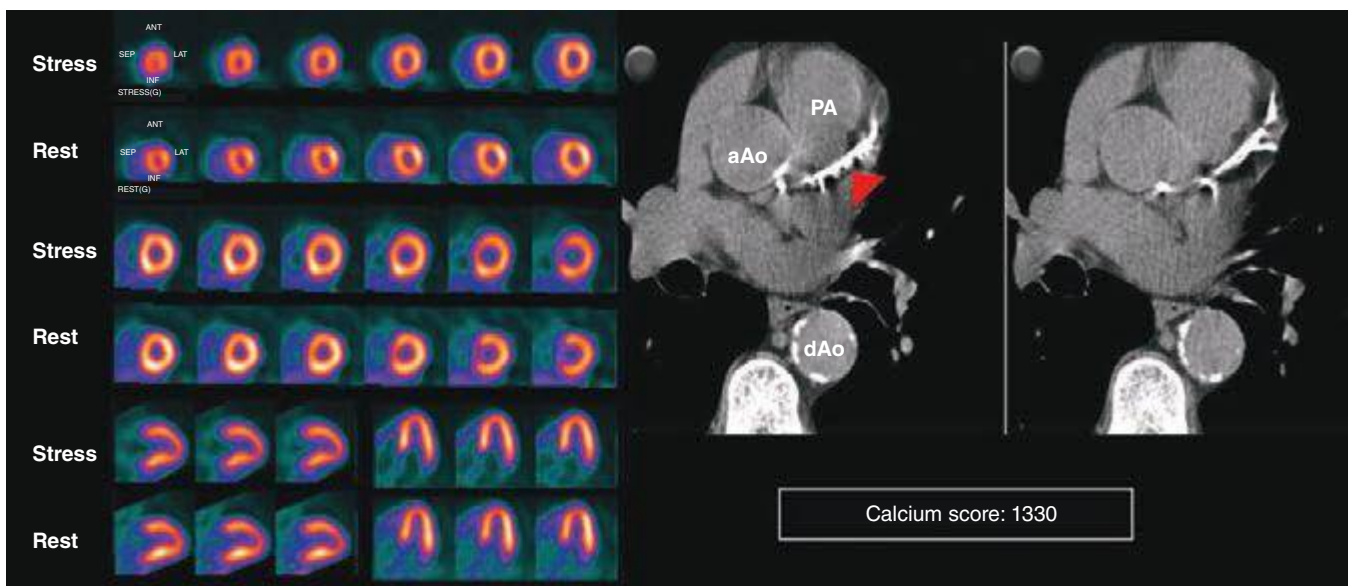 Stress
ANT
SEP LAT
INF
STRESS(G)
Rest
ANT
SEP LAT
INF
REST(G)
Stress
Rest
Stress
Rest
PA
aAo
dAo
Calcium score: 1330